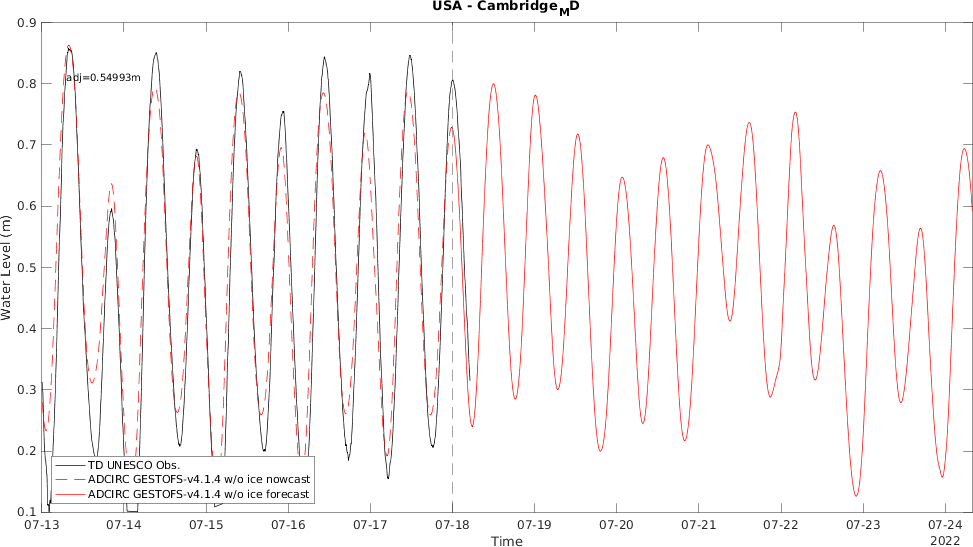 USA - Cambridge_MD
0.9
0.8
0.7
0.6
0.5
0.4
0.3
0.2
0.1
Water Level (m)
adj=0.54993m
TD UNESCO Obs.
ADCIRC GESTOFS-v4.1.4 w/o ice nowcast
ADCIRC GESTOFS-v4.1.4 w/o ice forecast
07-13 07-14 07-15 07-16 07-17 07-18 07-19 07-20 07-21 07-22 07-23 07-24
Time
2022